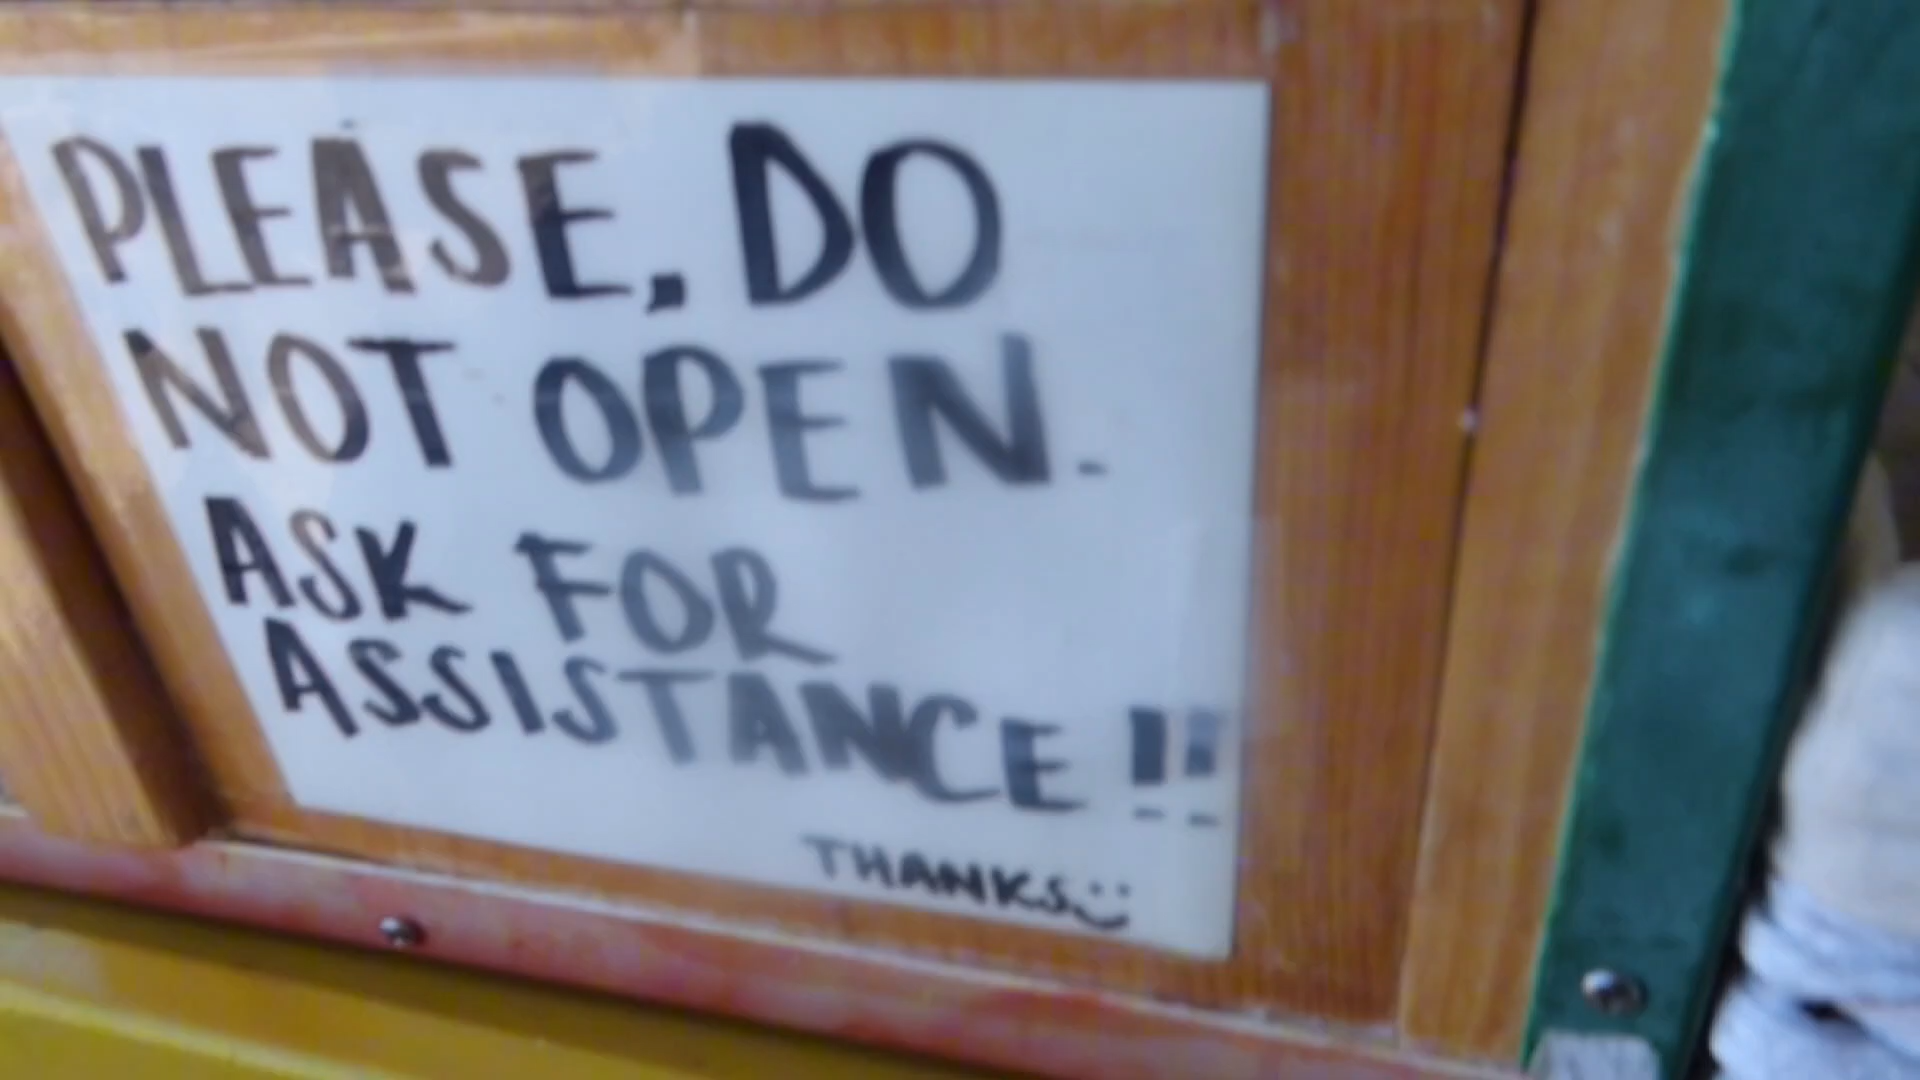 PLEASE, DO
NOT OPEN.
ASK FOR
ASSISTANCE!!
THANKS:)